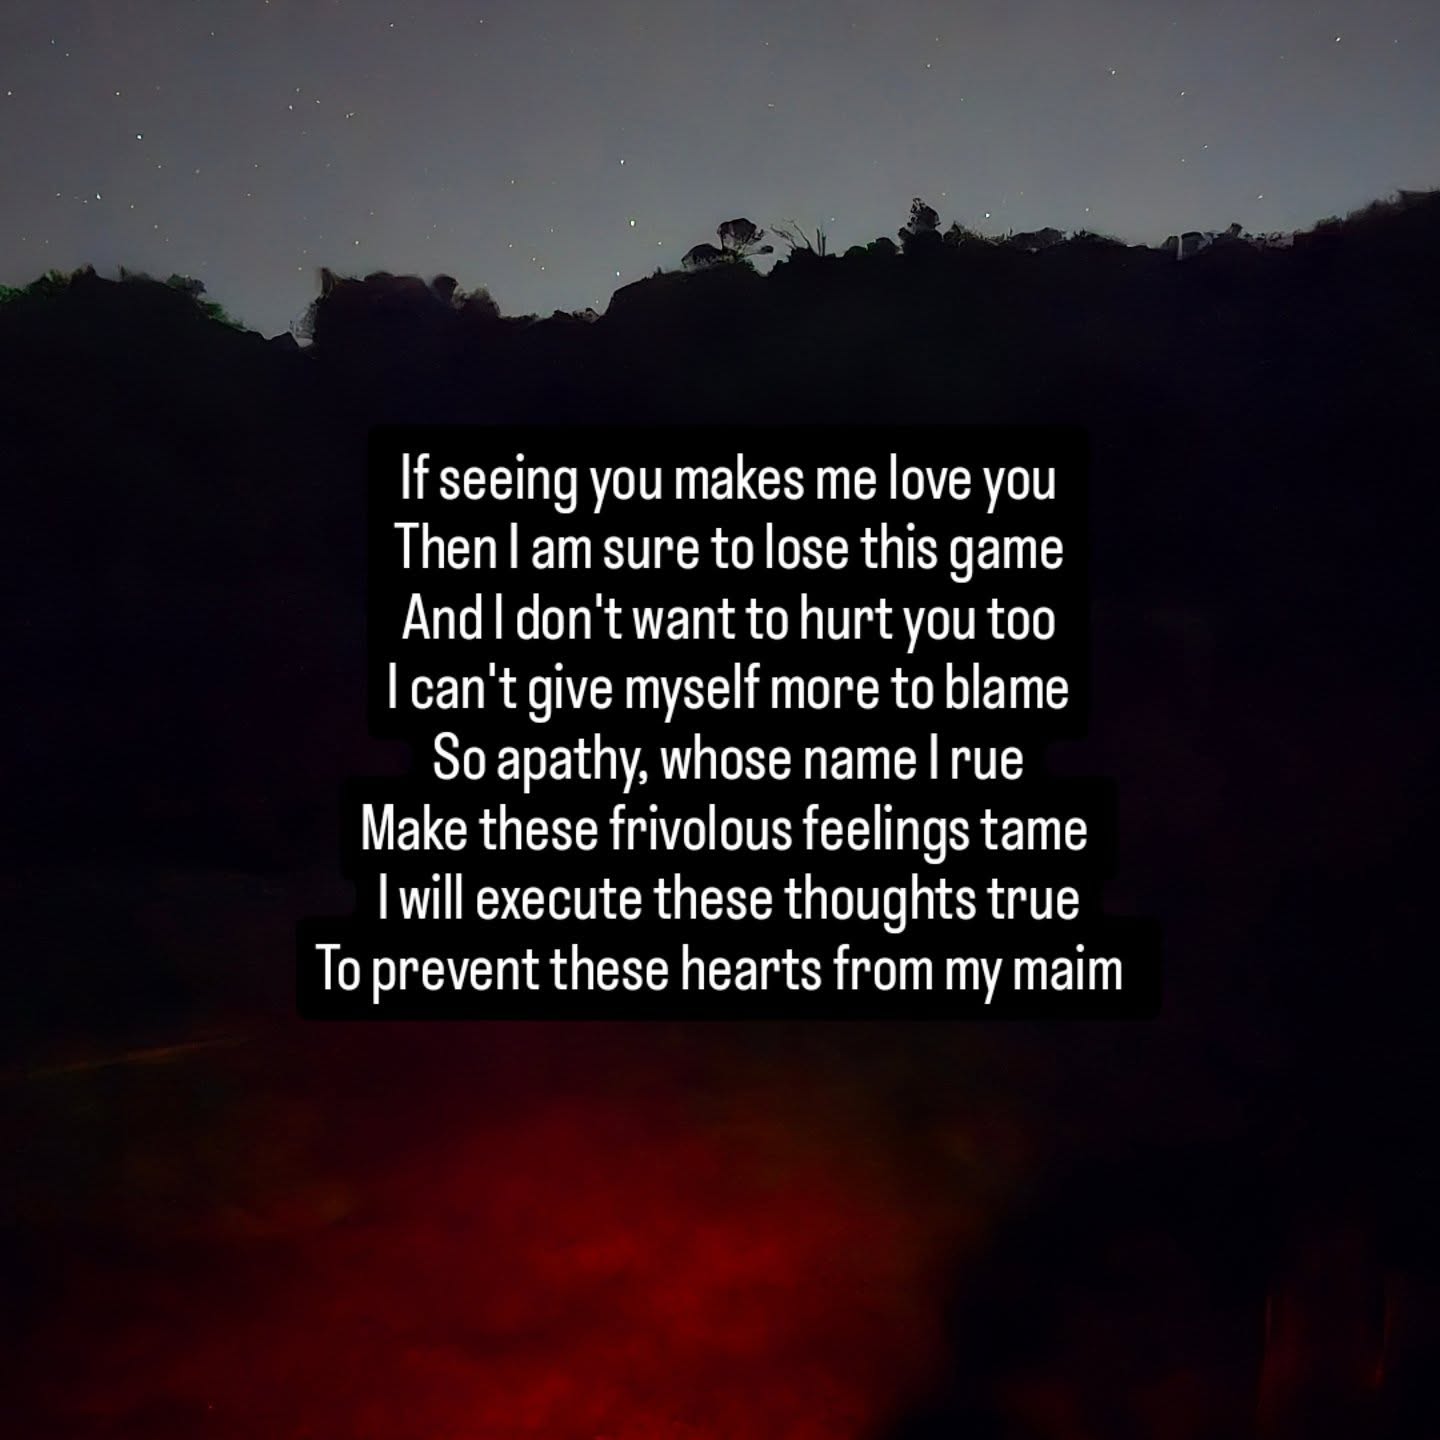 If seeing you makes me love you
Then I am sure to lose this game
And I don't want to hurt you too
I can't give myself more to blame
So apathy, whose name I rue
Make these frivolous feelings tame
I will execute these thoughts true
To prevent these hearts from my maim